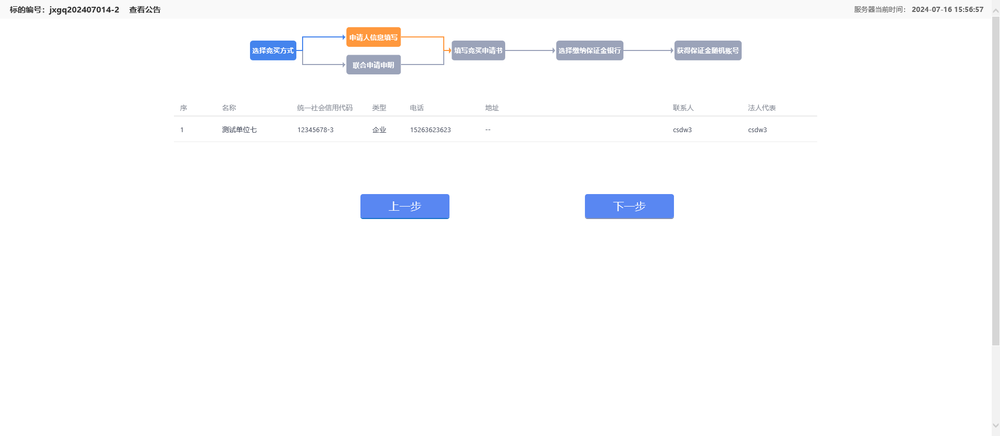 标的编号：jxgq202407014-2 查看公告 服务器当前时间： 2024-07-16 15:56:57
申请人信息填写
选择竞买方式 填写竞买申请书 选择缴纳保证金银行 获得保证金随机账号
联合申请申明
序 名称 统一社会信用代码 类型 电话 地址 联系人 法人代表
1 测试单位七 12345678-3 企业 15263623623 -- csdw3 csdw3
上一步 下一步